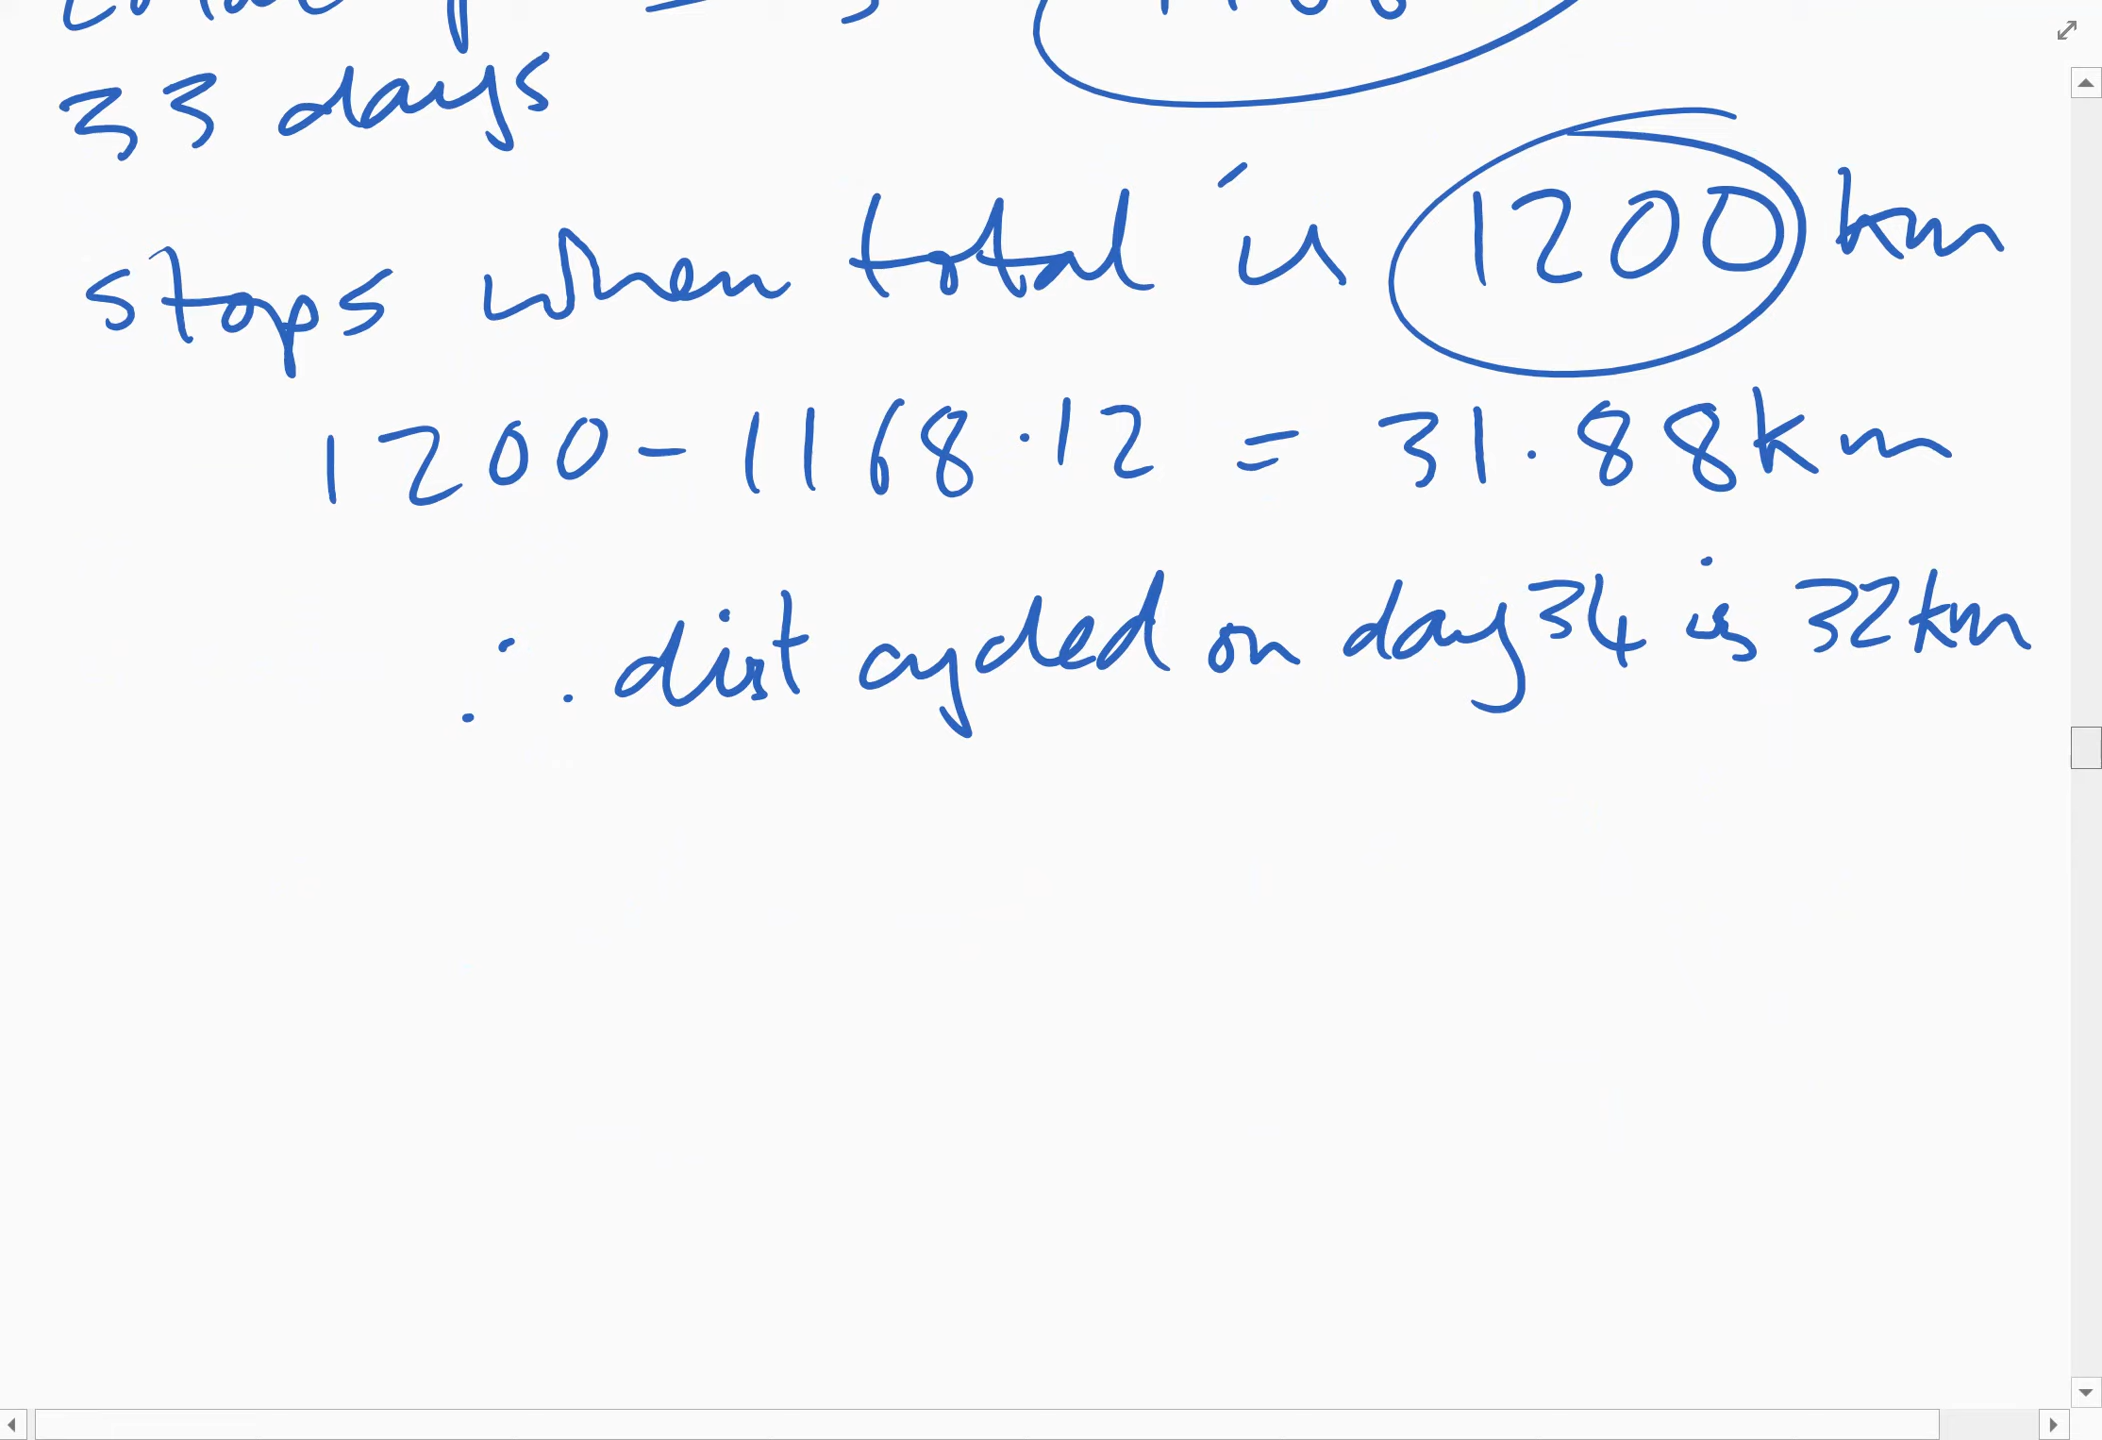 33 days
stops when total is 1200 km
1200 - 1168.12 = 31.88km
∴ dist cycled on day 34 is 32km